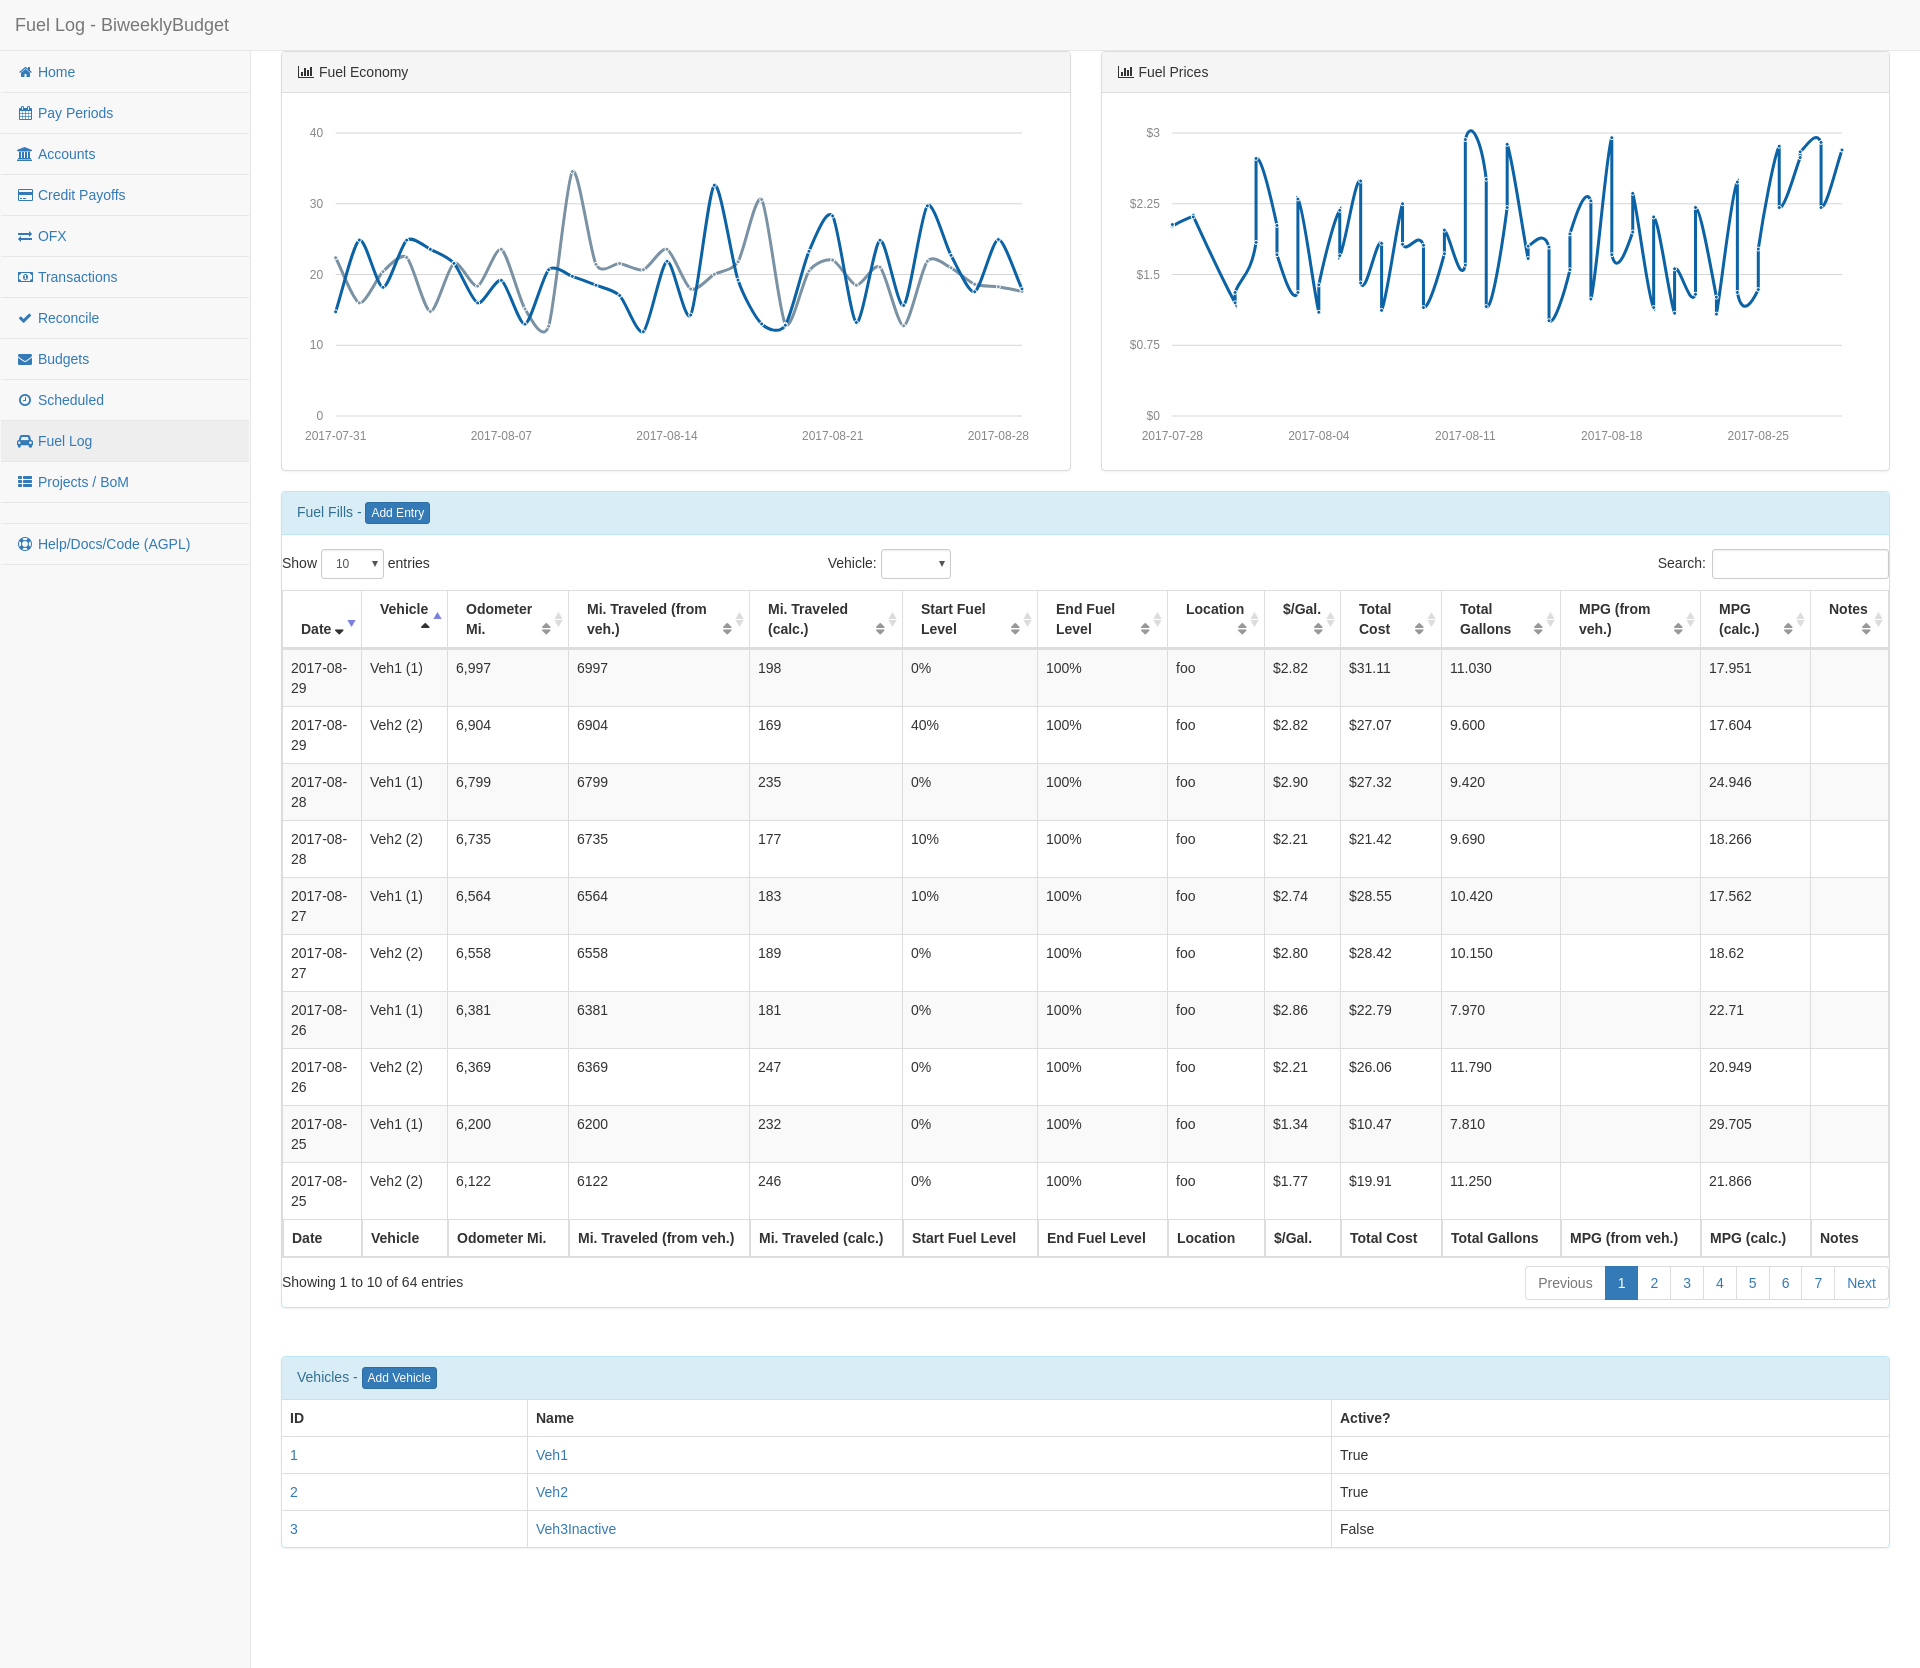 Fuel Log - BiweeklyBudget
Home
Pay Periods
Accounts
Credit Payoffs
OFX
Transactions
Reconcile
Budgets
Scheduled
Fuel Log
Projects / BoM
Help/Docs/Code (AGPL)
Fuel Economy
40
30
20
10
0
2017-07-31 2017-08-07 2017-08-14 2017-08-21 2017-08-28
Fuel Prices
$3
$2.25
$1.5
$0.75
$0
2017-07-28 2017-08-04 2017-08-11 2017-08-18 2017-08-25
Fuel Fills - Add Entry
Show 10 entries Vehicle: Search:
Date Vehicle Odometer Mi. Mi. Traveled (from veh.) Mi. Traveled (calc.) Start Fuel Level End Fuel Level Location $/Gal. Total Cost Total Gallons MPG (from veh.) MPG (calc.) Notes
2017-08-29 Veh1 (1) 6,997 6997 198 0% 100% foo $2.82 $31.11 11.030 17.951
2017-08-29 Veh2 (2) 6,904 6904 169 40% 100% foo $2.82 $27.07 9.600 17.604
2017-08-28 Veh1 (1) 6,799 6799 235 0% 100% foo $2.90 $27.32 9.420 24.946
2017-08-28 Veh2 (2) 6,735 6735 177 10% 100% foo $2.21 $21.42 9.690 18.266
2017-08-27 Veh1 (1) 6,564 6564 183 10% 100% foo $2.74 $28.55 10.420 17.562
2017-08-27 Veh2 (2) 6,558 6558 189 0% 100% foo $2.80 $28.42 10.150 18.62
2017-08-26 Veh1 (1) 6,381 6381 181 0% 100% foo $2.86 $22.79 7.970 22.71
2017-08-26 Veh2 (2) 6,369 6369 247 0% 100% foo $2.21 $26.06 11.790 20.949
2017-08-25 Veh1 (1) 6,200 6200 232 0% 100% foo $1.34 $10.47 7.810 29.705
2017-08-25 Veh2 (2) 6,122 6122 246 0% 100% foo $1.77 $19.91 11.250 21.866
Date Vehicle Odometer Mi. Mi. Traveled (from veh.) Mi. Traveled (calc.) Start Fuel Level End Fuel Level Location $/Gal. Total Cost Total Gallons MPG (from veh.) MPG (calc.) Notes
Showing 1 to 10 of 64 entries Previous 1 2 3 4 5 6 7 Next
Vehicles - Add Vehicle
ID Name Active?
1 Veh1 True
2 Veh2 True
3 Veh3Inactive False